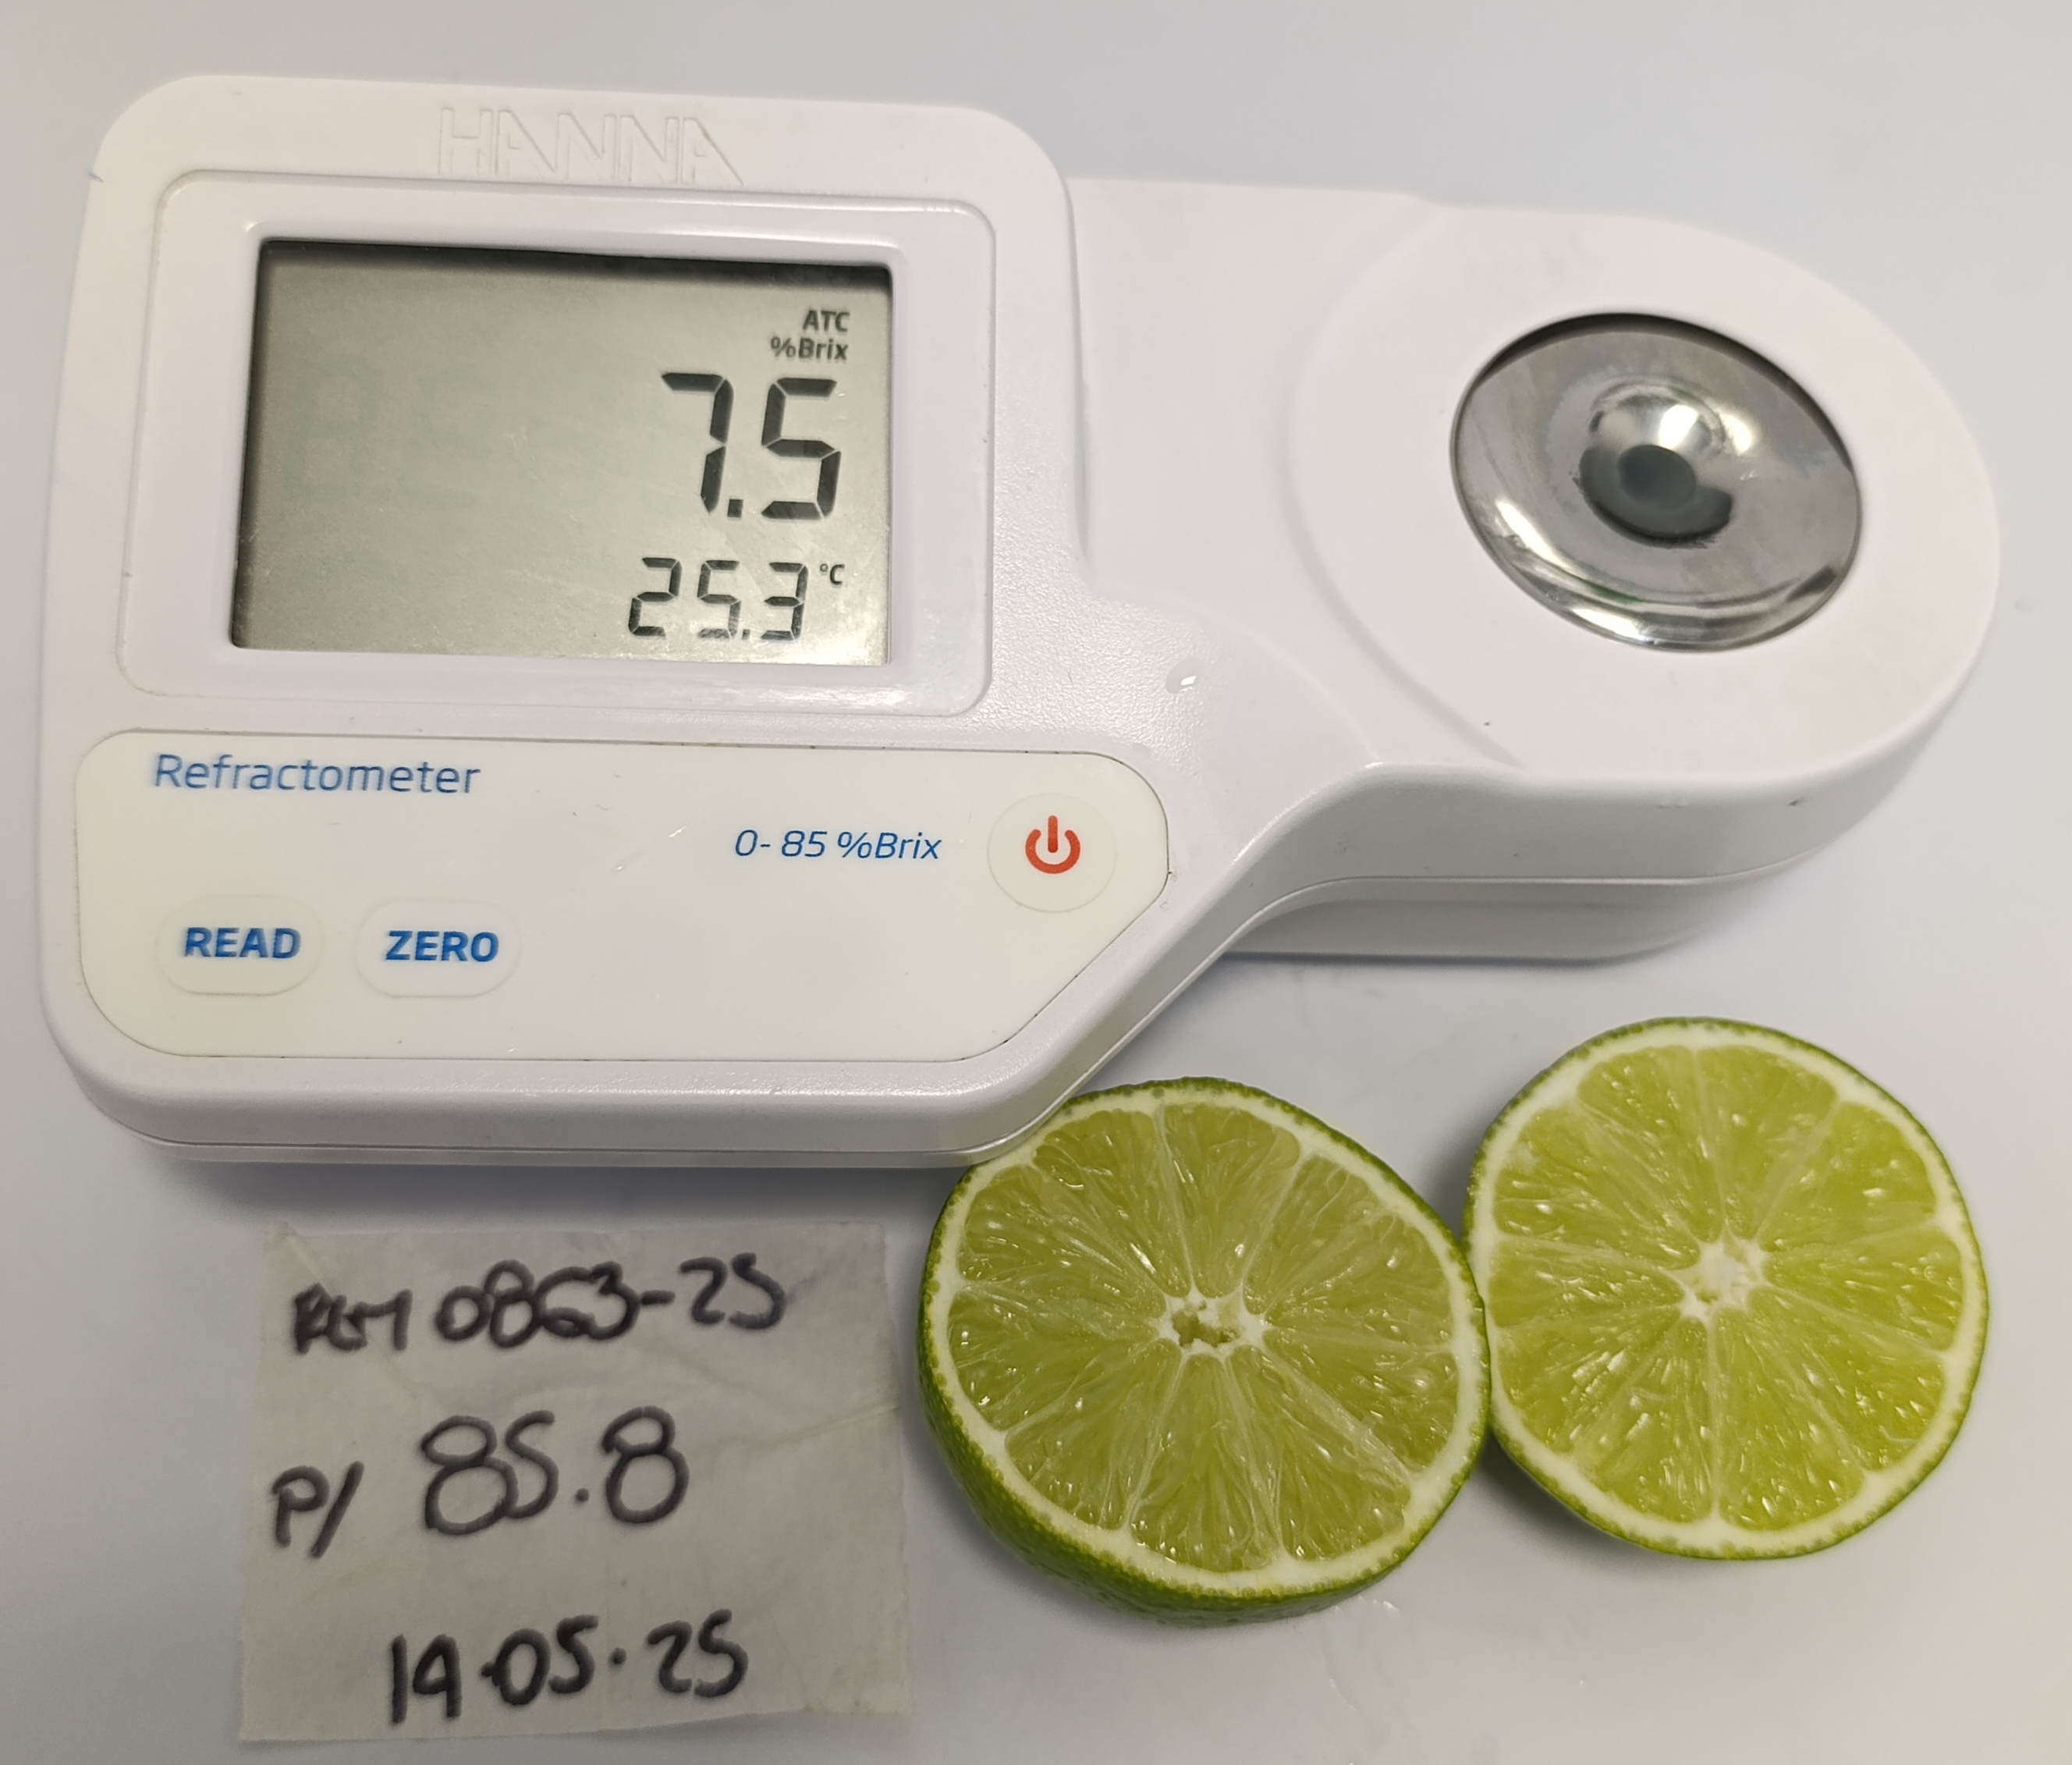 HANNA
ATC
%Brix
7.5
25.3 °C
Refractometer
0- 85 %Brix
READ ZERO
0863-25
P/ 85.8
19.05.25